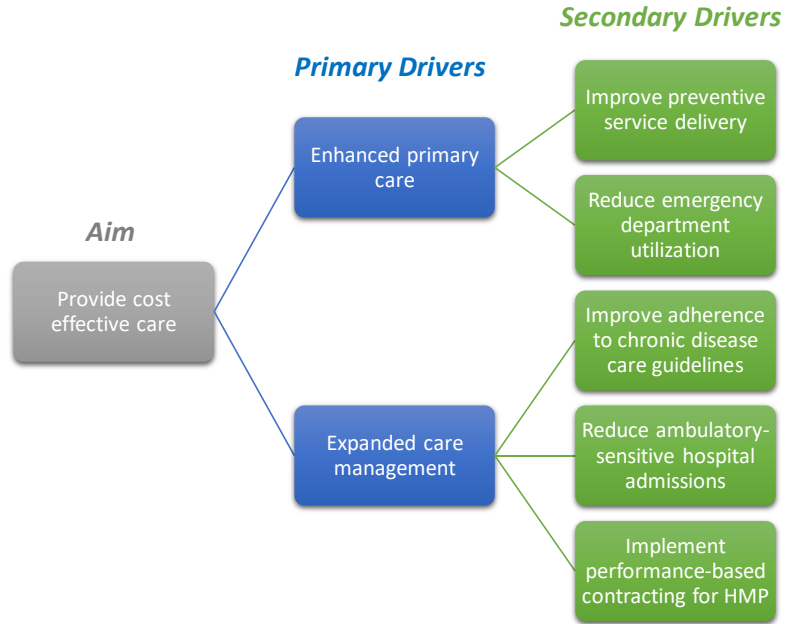 Secondary Drivers
Primary Drivers
Improve preventive
service delivery
Enhanced primary
care
Reduce emergency
department
utilization
Aim
Provide cost
effective care
Improve adherence
to chronic disease
care guidelines
Expanded care
management
Reduce ambulatory-
sensitive hospital
admissions
Implement
performance-based
contracting for HMP